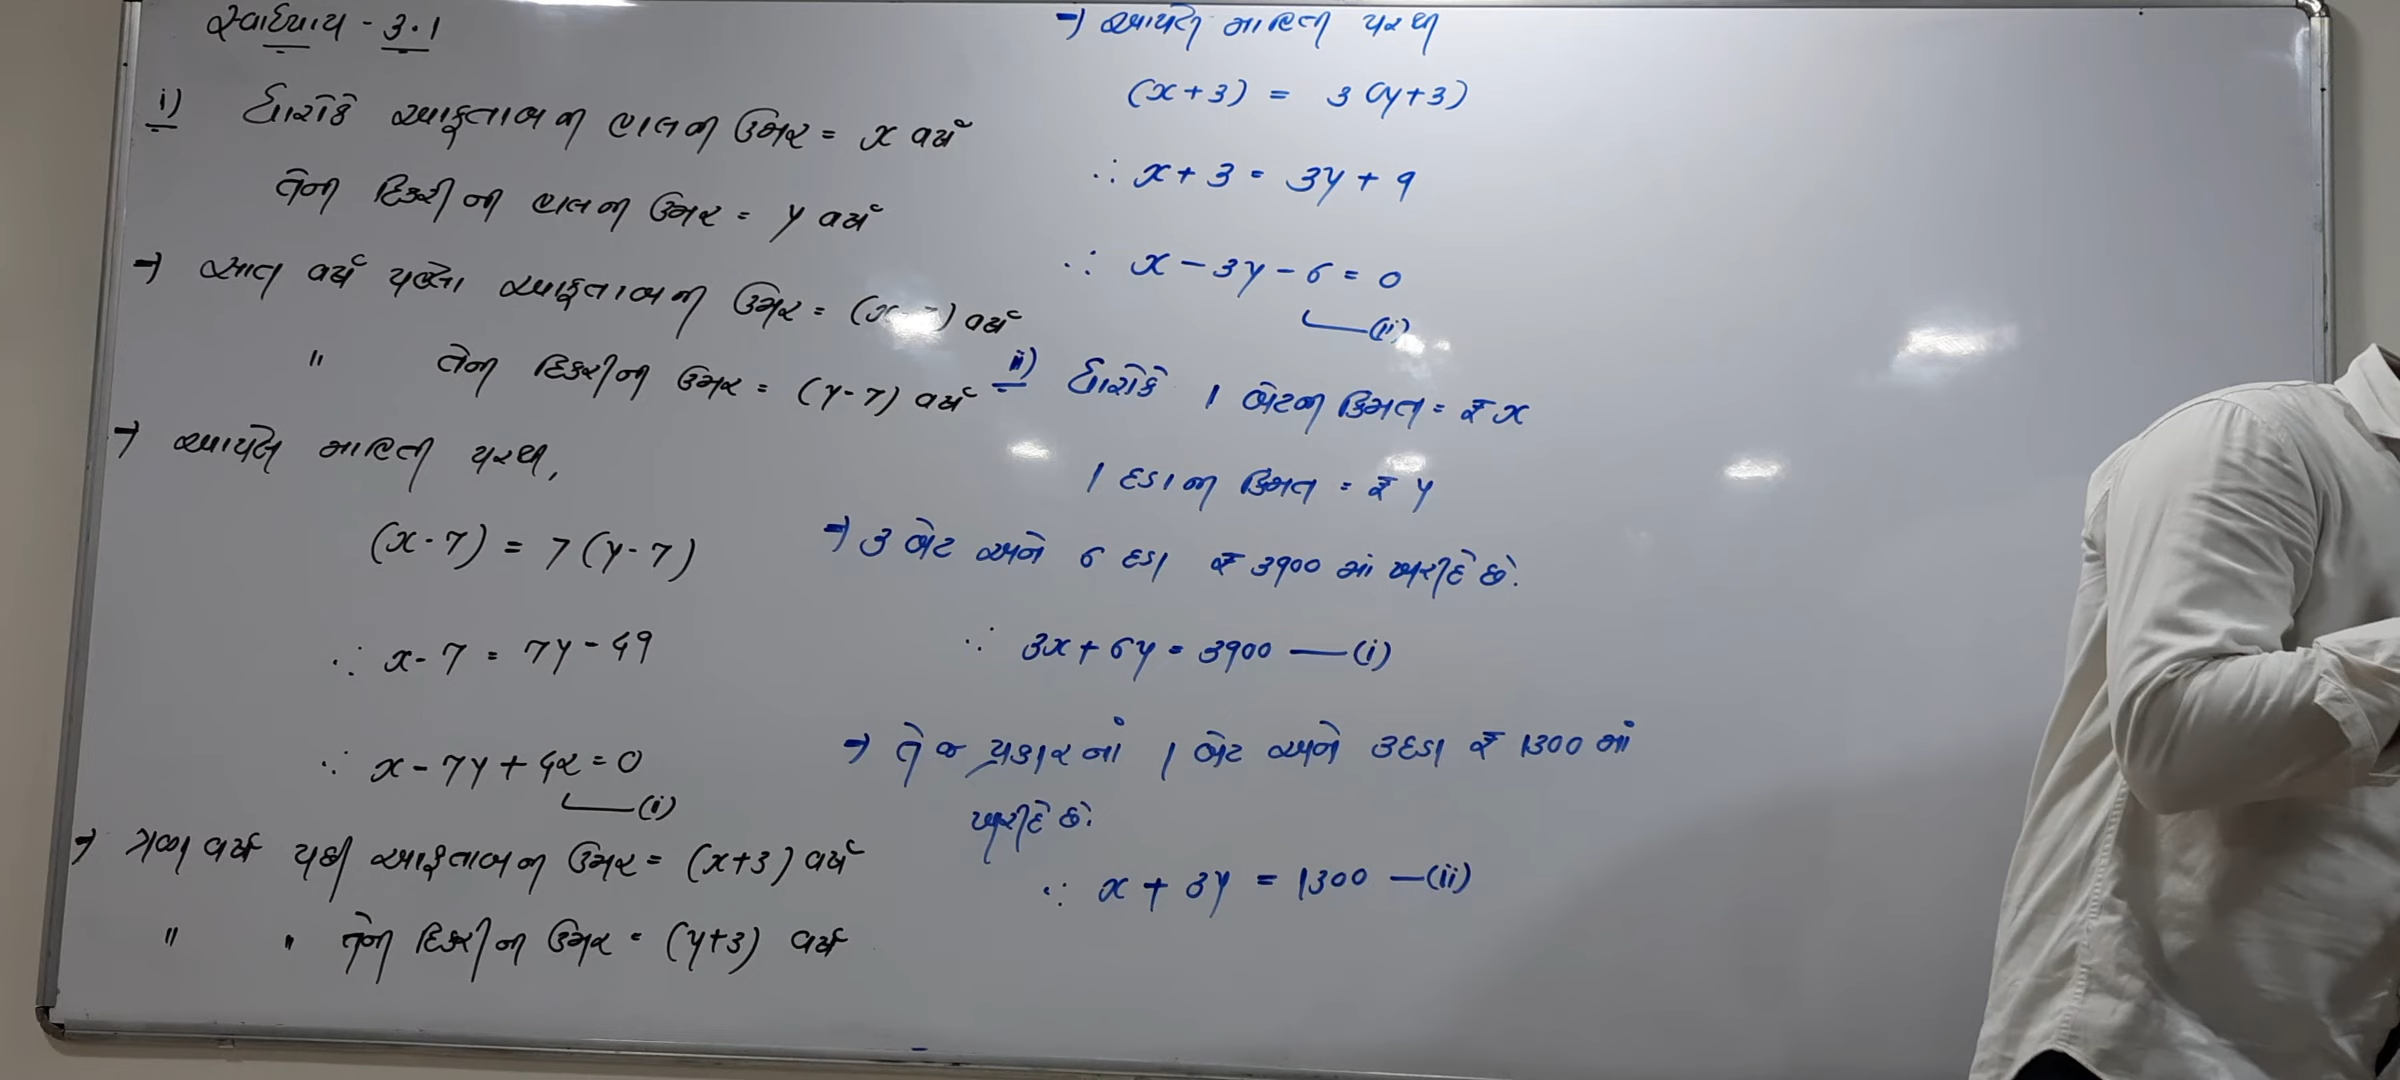 સ્વાધ્યાય - ૩.૧
i) ધારોકે આફતાબની હાલની ઉંમર = x વર્ષ
તેની દિકરીની હાલની ઉંમર = y વર્ષ
→ સાત વર્ષ પહેલા આફતાબની ઉંમર = (x-7) વર્ષ
" તેની દિકરીની ઉંમર = (y-7) વર્ષ
→ આપેલ માહિતી પરથી,
(x-7) = 7(y-7)
∴ x-7 = 7y-49
∴ x-7y+42=0
(i)
→ ત્રણ વર્ષ પછી આફતાબની ઉંમર = (x+3) વર્ષ
" " તેની દિકરીની ઉંમર = (y+3) વર્ષ
→ આપેલ માહિતી પરથી
(x+3) = 3(y+3)
∴ x+3 = 3y+9
∴ x-3y-6=0
(ii)
ii) ધારોકે 1 બેટની કિંમત = ₹ x
1 દડાની કિંમત = ₹ y
→ 3 બેટ અને 6 દડા ₹ 3900 માં ખરીદે છે.
∴ 3x+6y=3900 —(i)
→ તે જ પ્રકારનાં 1 બેટ અને 3 દડા ₹ 1300 માં
ખરીદે છે.
∴ x+3y = 1300 —(ii)